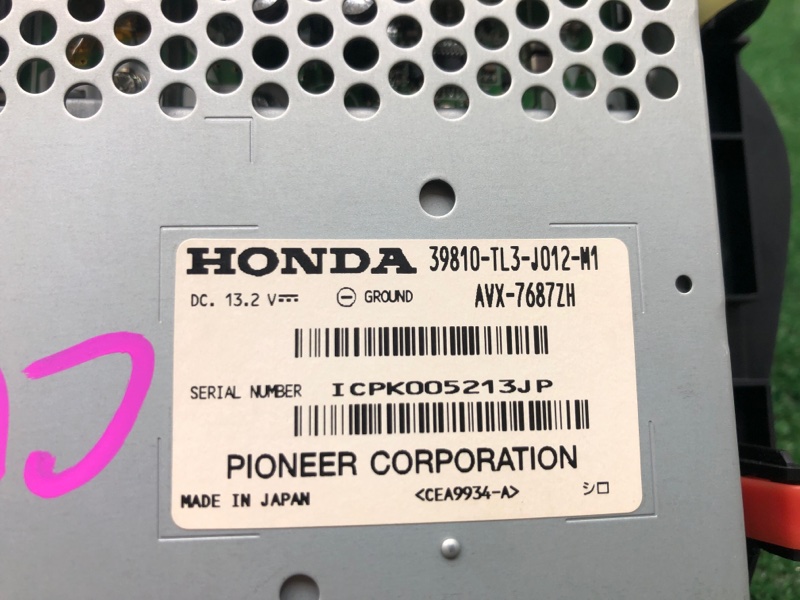 HONDA 39810-TL3-J012-M1
DC. 13.2 V⎓ ⊖ GROUND AVX-7687ZH
SERIAL NUMBER ICPK005213JP
PIONEER CORPORATION
MADE IN JAPAN <CEA9934-A> シロ